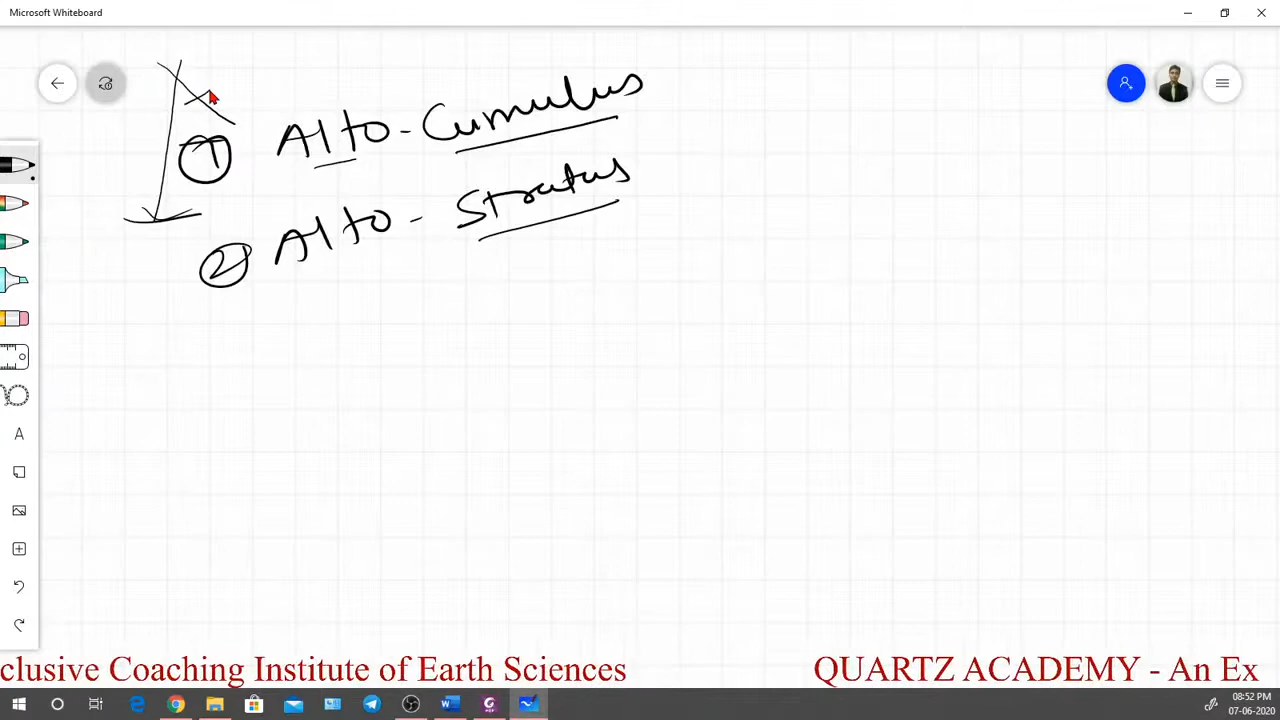 Microsoft Whiteboard
① Alto-Cumulus
② Alto-Stratus
A
clusive Coaching Institute of Earth Sciences QUARTZ ACADEMY - An Ex
08:52 PM
07-06-2020